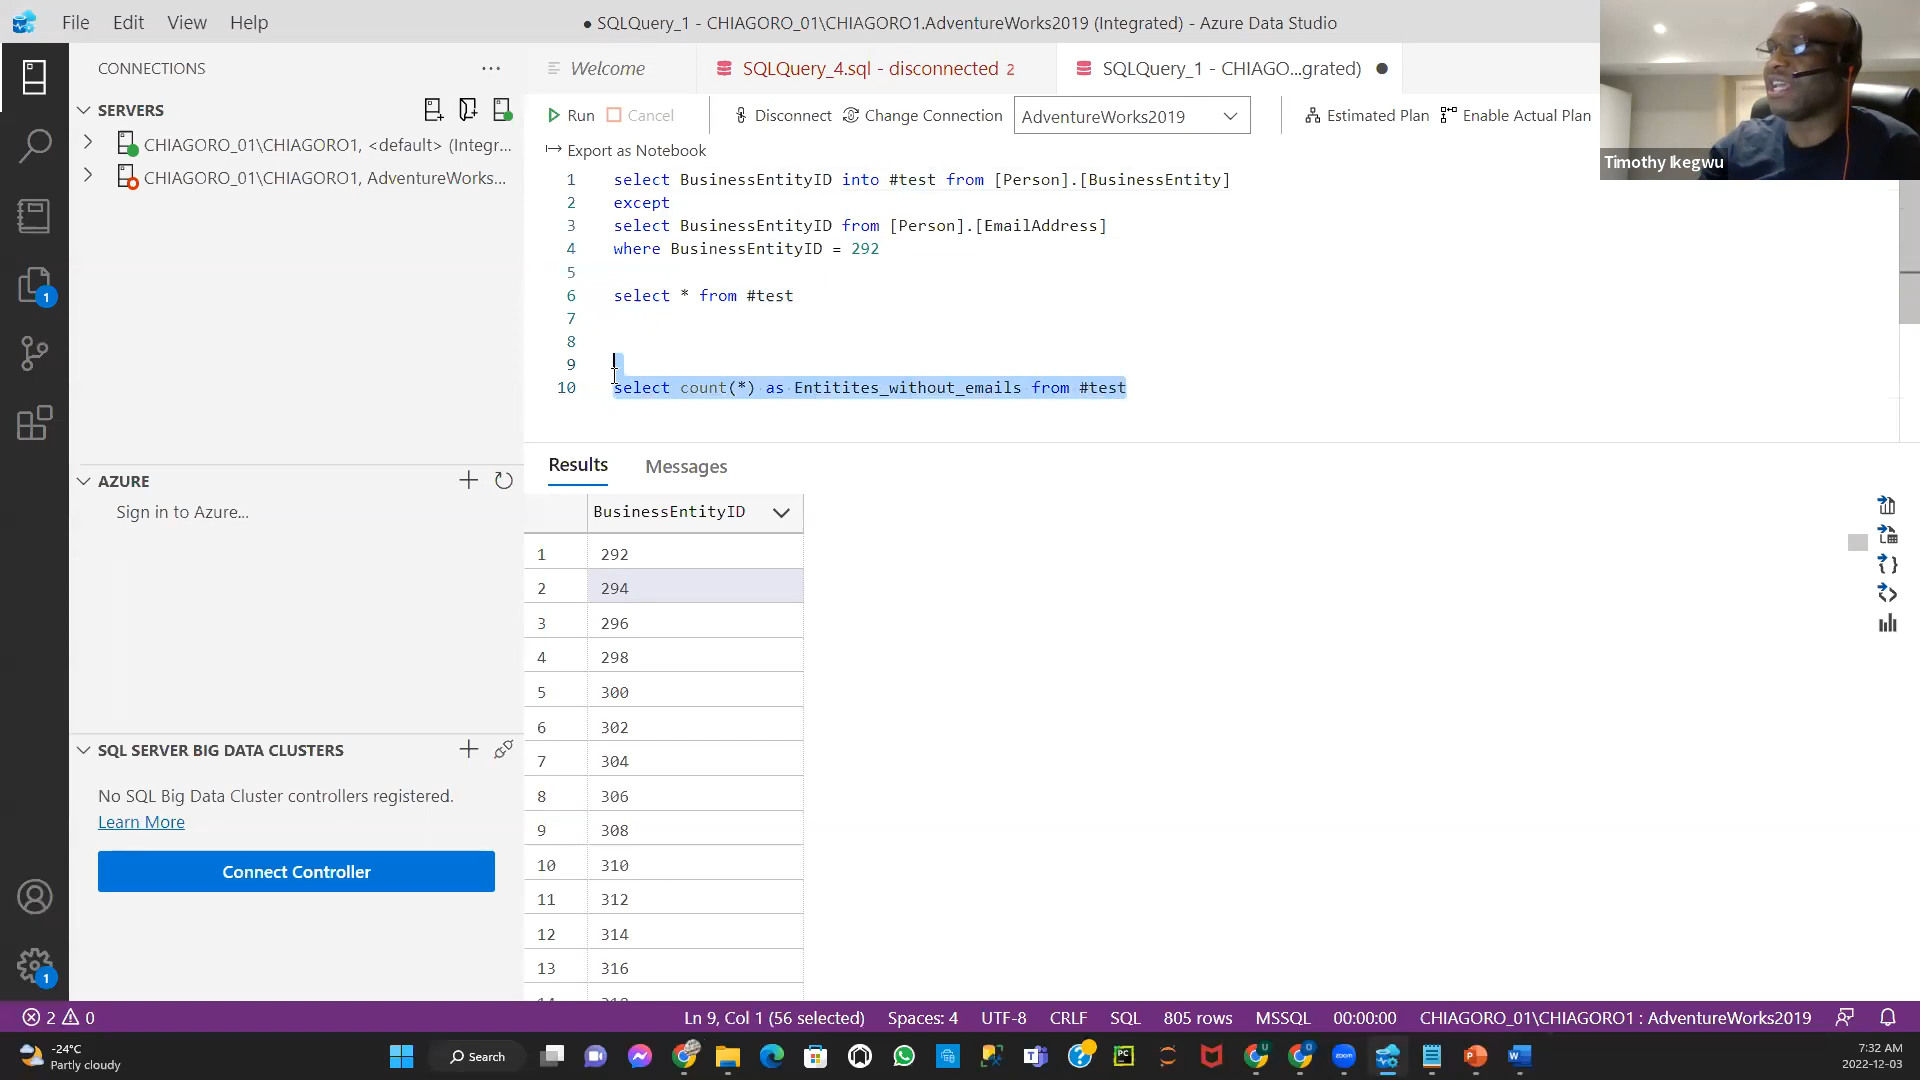 File Edit View Help
● SQLQuery_1 - CHIAGORO_01\CHIAGORO1.AdventureWorks2019 (Integrated) - Azure Data Studio
CONNECTIONS
Welcome
SQLQuery_4.sql - disconnected 2
SQLQuery_1 - CHIAGO...grated)
SERVERS
CHIAGORO_01\CHIAGORO1, <default> (Integr...
CHIAGORO_01\CHIAGORO1, AdventureWorks...
Run Cancel Disconnect Change Connection AdventureWorks2019 Estimated Plan Enable Actual Plan
Export as Notebook
Timothy Ikegwu
1 select BusinessEntityID into #test from [Person].[BusinessEntity]
2 except
3 select BusinessEntityID from [Person].[EmailAddress]
4 where BusinessEntityID = 292
5
6 select * from #test
7
8
9
10 select count(*) as Entitites_without_emails from #test
1
AZURE
Sign in to Azure...
SQL SERVER BIG DATA CLUSTERS
No SQL Big Data Cluster controllers registered.
Learn More
Connect Controller
1
Results Messages
BusinessEntityID
1 292
2 294
3 296
4 298
5 300
6 302
7 304
8 306
9 308
10 310
11 312
12 314
13 316
2 0
Ln 9, Col 1 (56 selected) Spaces: 4 UTF-8 CRLF SQL 805 rows MSSQL 00:00:00 CHIAGORO_01\CHIAGORO1 : AdventureWorks2019
-24°C
Partly cloudy
Search
zoom
7:32 AM
2022-12-03